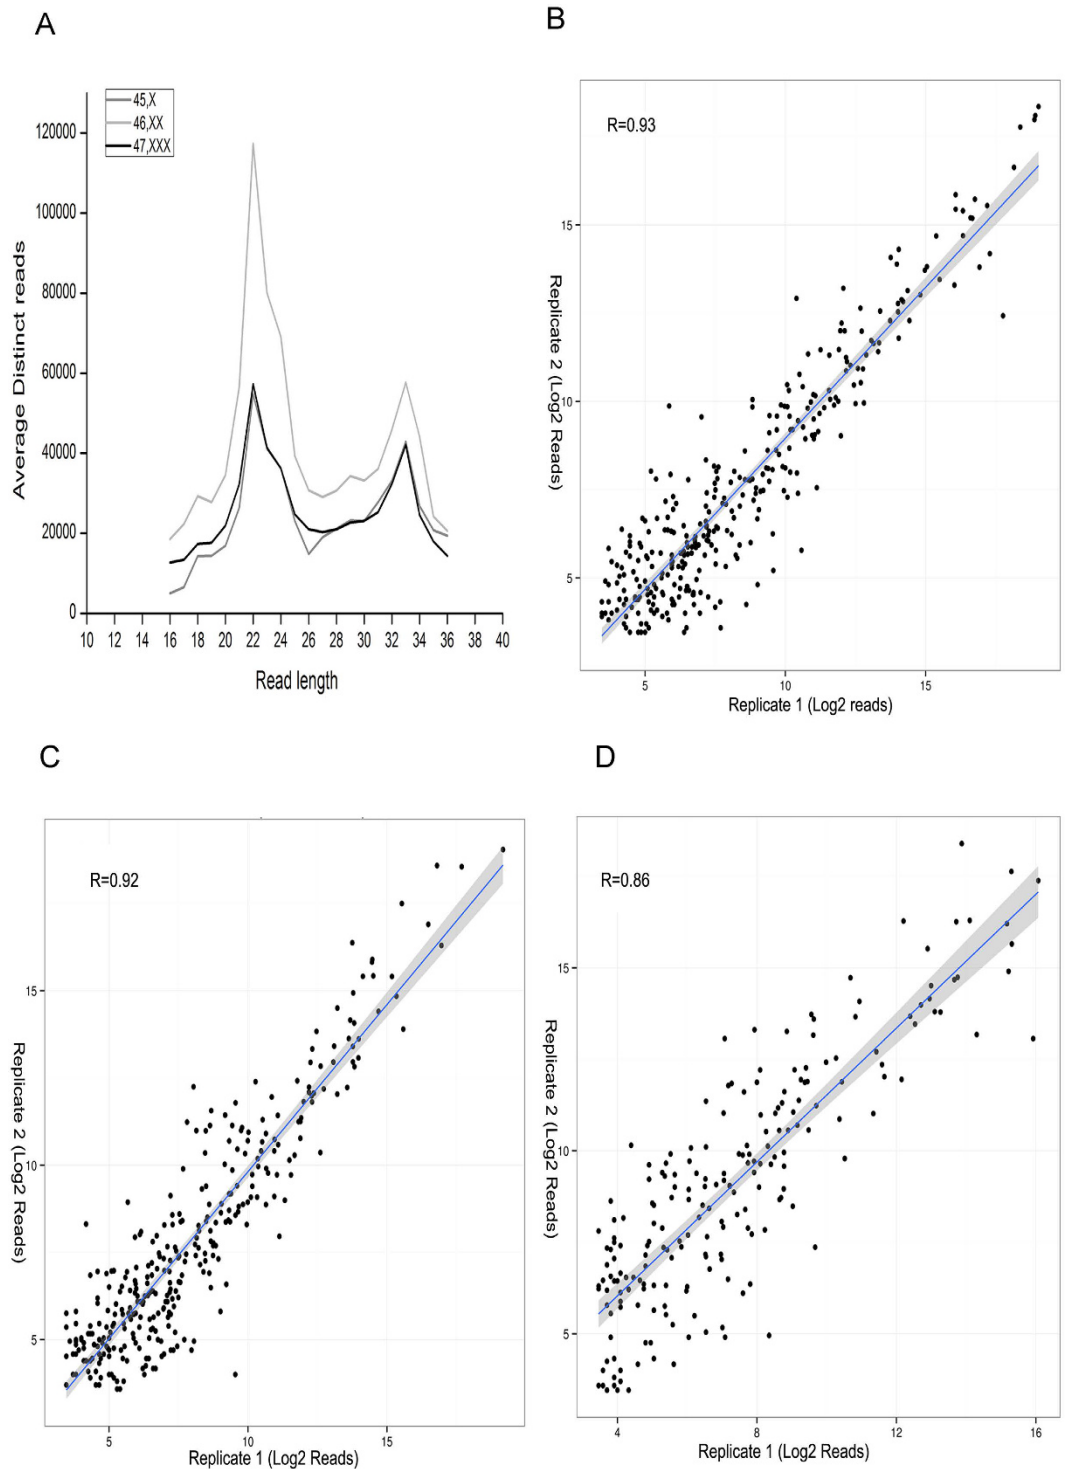 A
45,X
46,XX
47,XXX
120000
100000
80000
60000
40000
20000
0
10 12 14 16 18 20 22 24 26 28 30 32 34 36 38 40
Average Distinct reads
Read length
B
R=0.93
15
10
5
5 10 15
Replicate 2 (Log2 Reads)
Replicate 1 (Log2 reads)
C
R=0.92
15
10
5
5 10 15
Replicate 2 (Log2 Reads)
Replicate 1 (Log2 Reads)
D
R=0.86
15
10
5
4 8 12 16
Replicate 2 (Log2 Reads)
Replicate 1 (Log2 Reads)